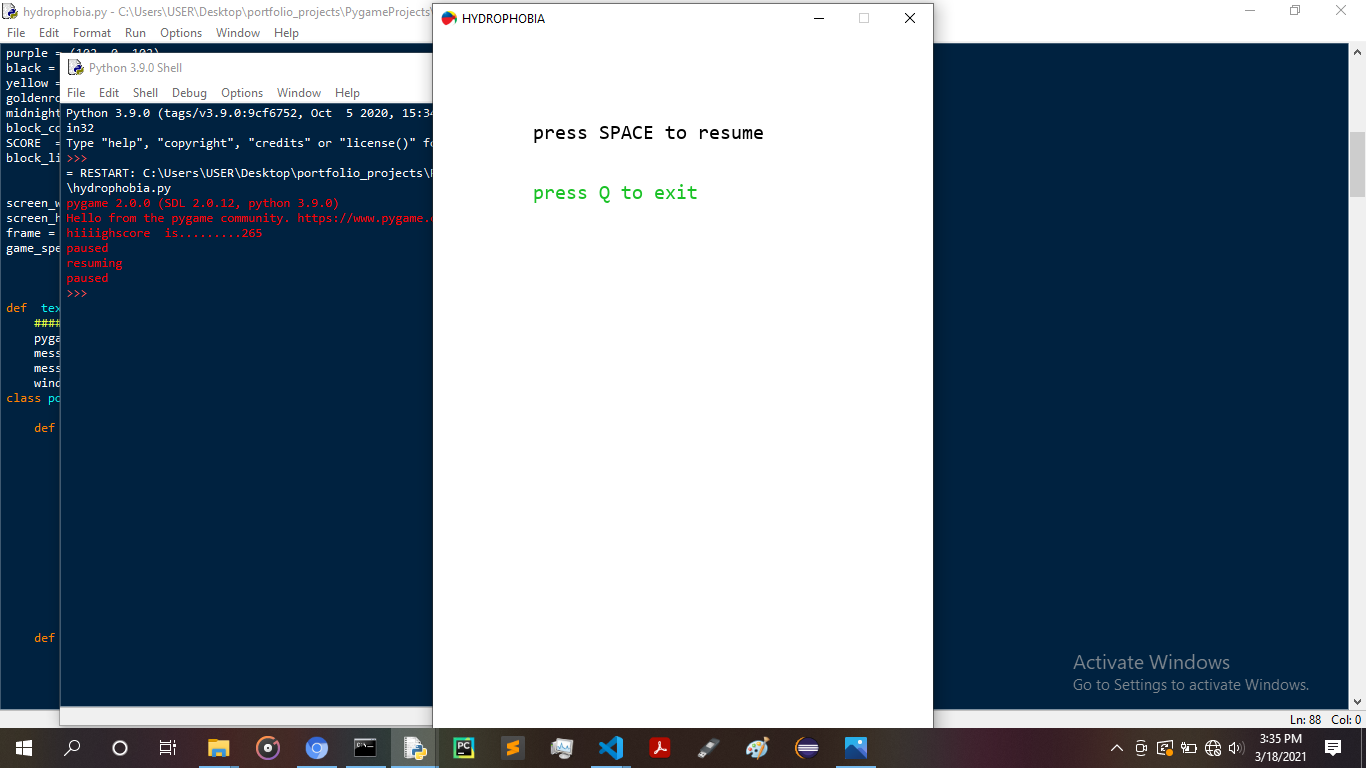 hydrophobia.py - C:\Users\USER\Desktop\portfolio_projects\PygameProjects\
File Edit Format Run Options Window Help
purple = (102, 0, 102)
black =
yellow =
goldenro
midnight
block_co
SCORE =
block_li
screen_w
screen_h
frame =
game_spe
def tex
####
pyga
mess
mess
wind
class po
def
def
Python 3.9.0 Shell
File Edit Shell Debug Options Window Help
Python 3.9.0 (tags/v3.9.0:9cf6752, Oct 5 2020, 15:34
in32
Type "help", "copyright", "credits" or "license()" fo
>>>
= RESTART: C:\Users\USER\Desktop\portfolio_projects\P
\hydrophobia.py
pygame 2.0.0 (SDL 2.0.12, python 3.9.0)
Hello from the pygame community. https://www.pygame.
hiiiighscore is.........265
paused
resuming
paused
>>>
HYDROPHOBIA
press SPACE to resume
press Q to exit
Activate Windows
Go to Settings to activate Windows.
Ln: 88 Col: 0
PC
3:35 PM
3/18/2021